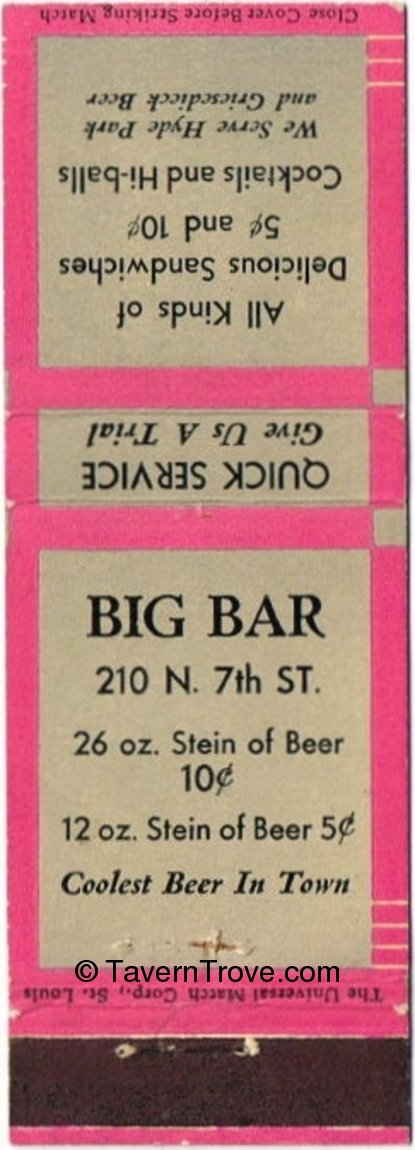 BIG BAR
210 N. 7th ST.
26 oz. Stein of Beer
10¢
12 oz. Stein of Beer 5¢
Coolest Beer In Town
© TavernTrove.com
The Universal Match Corp., St. Louis
QUICK SERVICE
Give Us A Trial
All Kinds of
Delicious Sandwiches
5¢ and 10¢
Cocktails and Hi-balls
We Serve Hyde Park
and Griesedieck Beer
Close Cover Before Striking Match